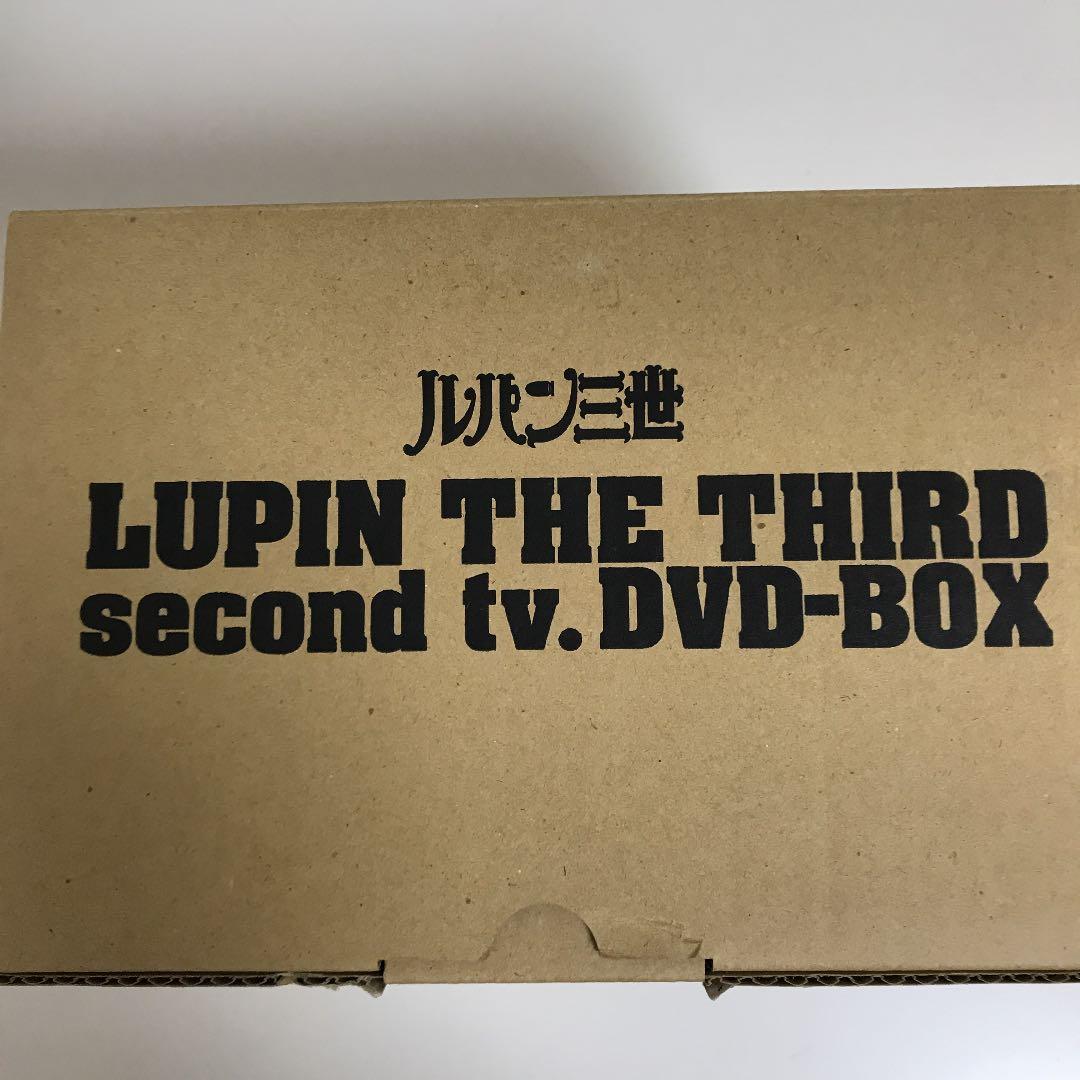 ルパン三世
LUPIN THE THIRD
second tv. DVD-BOX